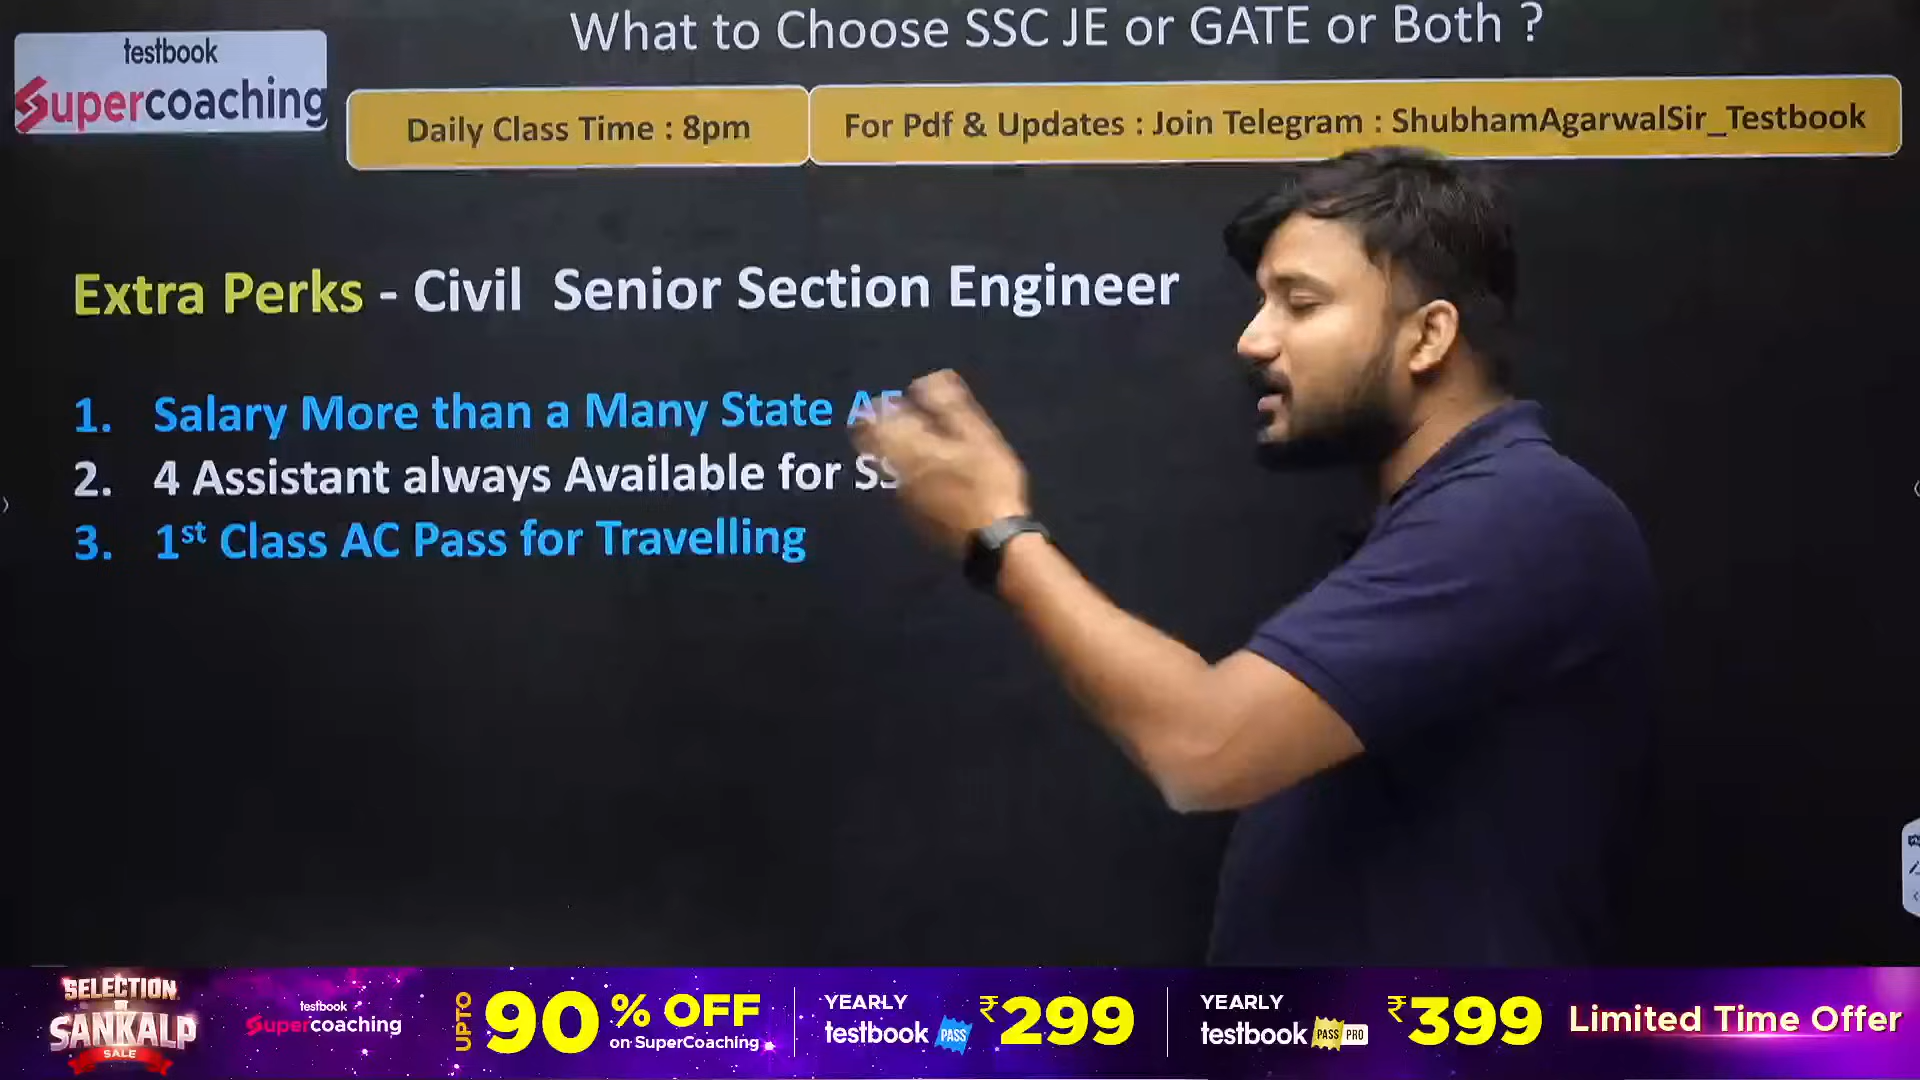 What to Choose SSC JE or GATE or Both ?
testbook
Supercoaching
Daily Class Time : 8pm
For Pdf & Updates : Join Telegram : ShubhamAgarwalSir_Testbook
Extra Perks - Civil Senior Section Engineer
1. Salary More than a Many State
2. 4 Assistant always Available for
3. 1st Class AC Pass for Travelling
SELECTION
SANKALP
SALE
testbook
Supercoaching
UPTO 90% OFF
on SuperCoaching
YEARLY
testbook PASS
₹299
YEARLY
testbook PASS PRO
₹399
Limited Time Offer